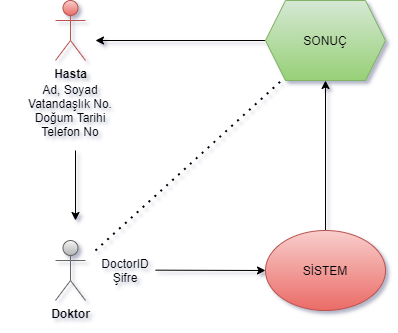 SONUÇ
Hasta
Ad, Soyad
Vatandaşlık No.
Doğum Tarihi
Telefon No
DoctorID
Şifre
SİSTEM
Doktor